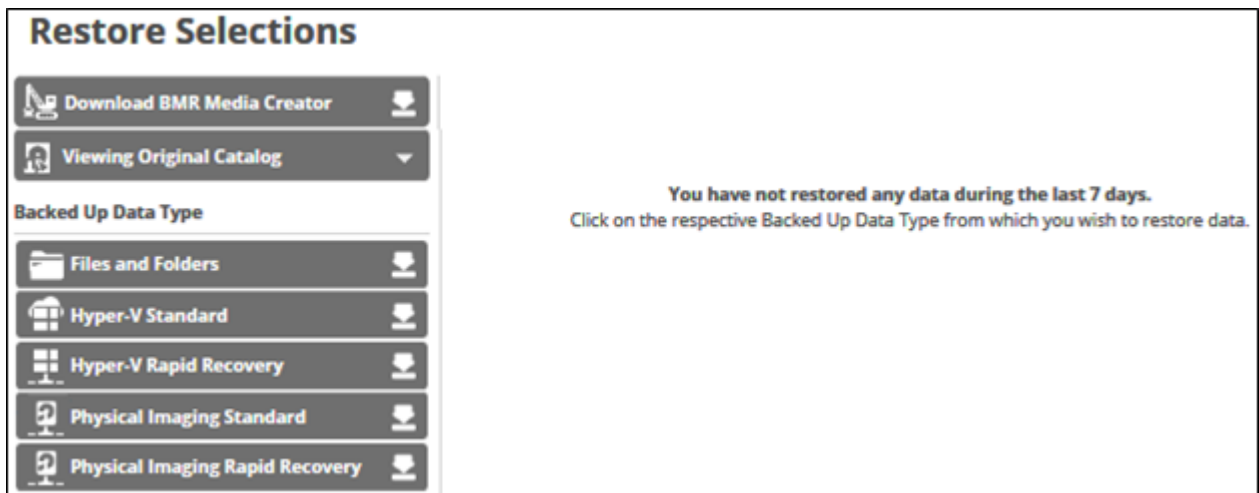 Restore Selections
Download BMR Media Creator
Viewing Original Catalog
Backed Up Data Type
Files and Folders
Hyper-V Standard
Hyper-V Rapid Recovery
Physical Imaging Standard
Physical Imaging Rapid Recovery
You have not restored any data during the last 7 days.
Click on the respective Backed Up Data Type from which you wish to restore data.